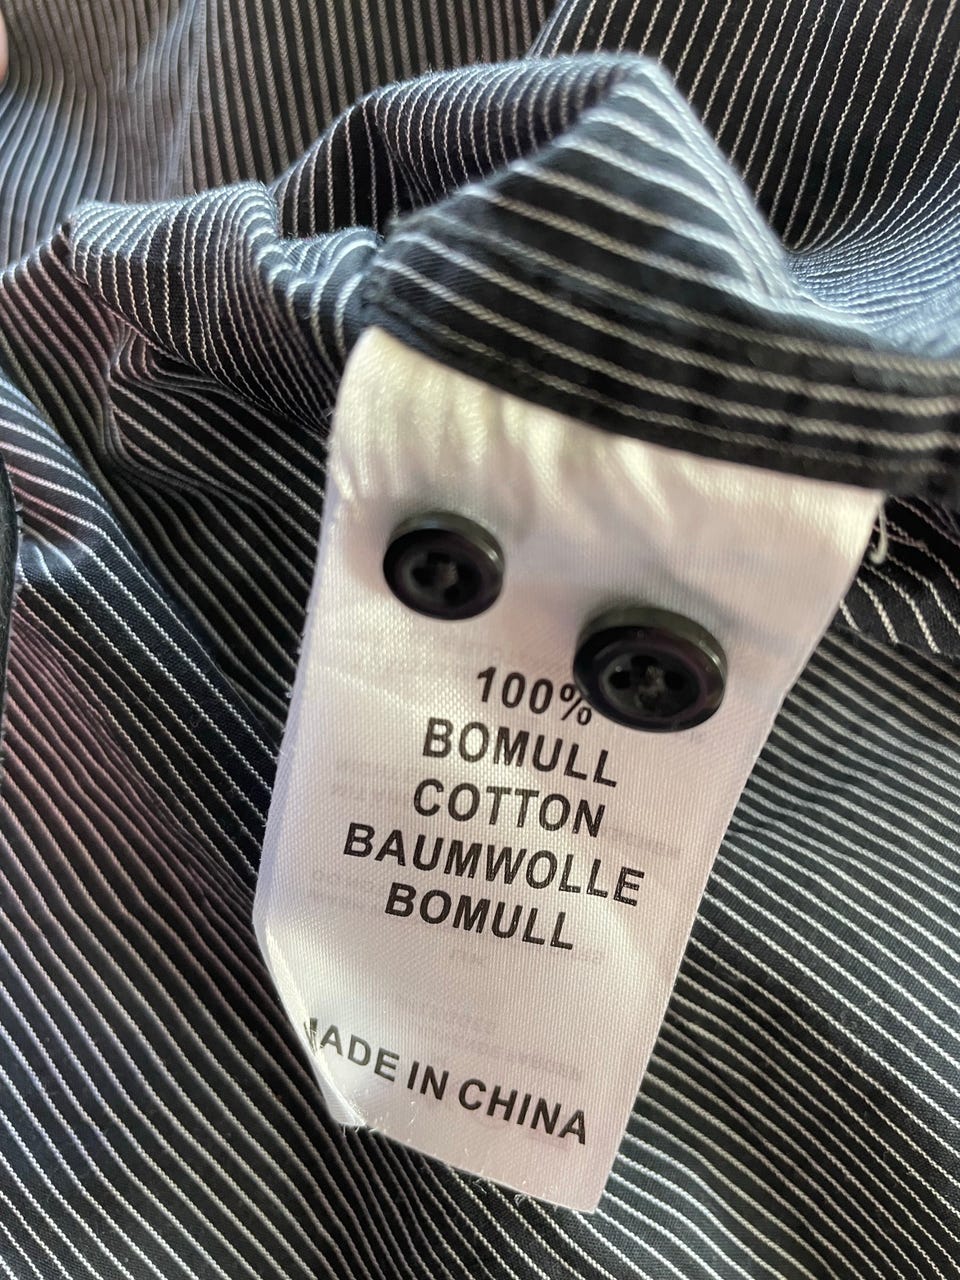 100%
BOMULL
COTTON
BAUMWOLLE
BOMULL
MADE IN CHINA